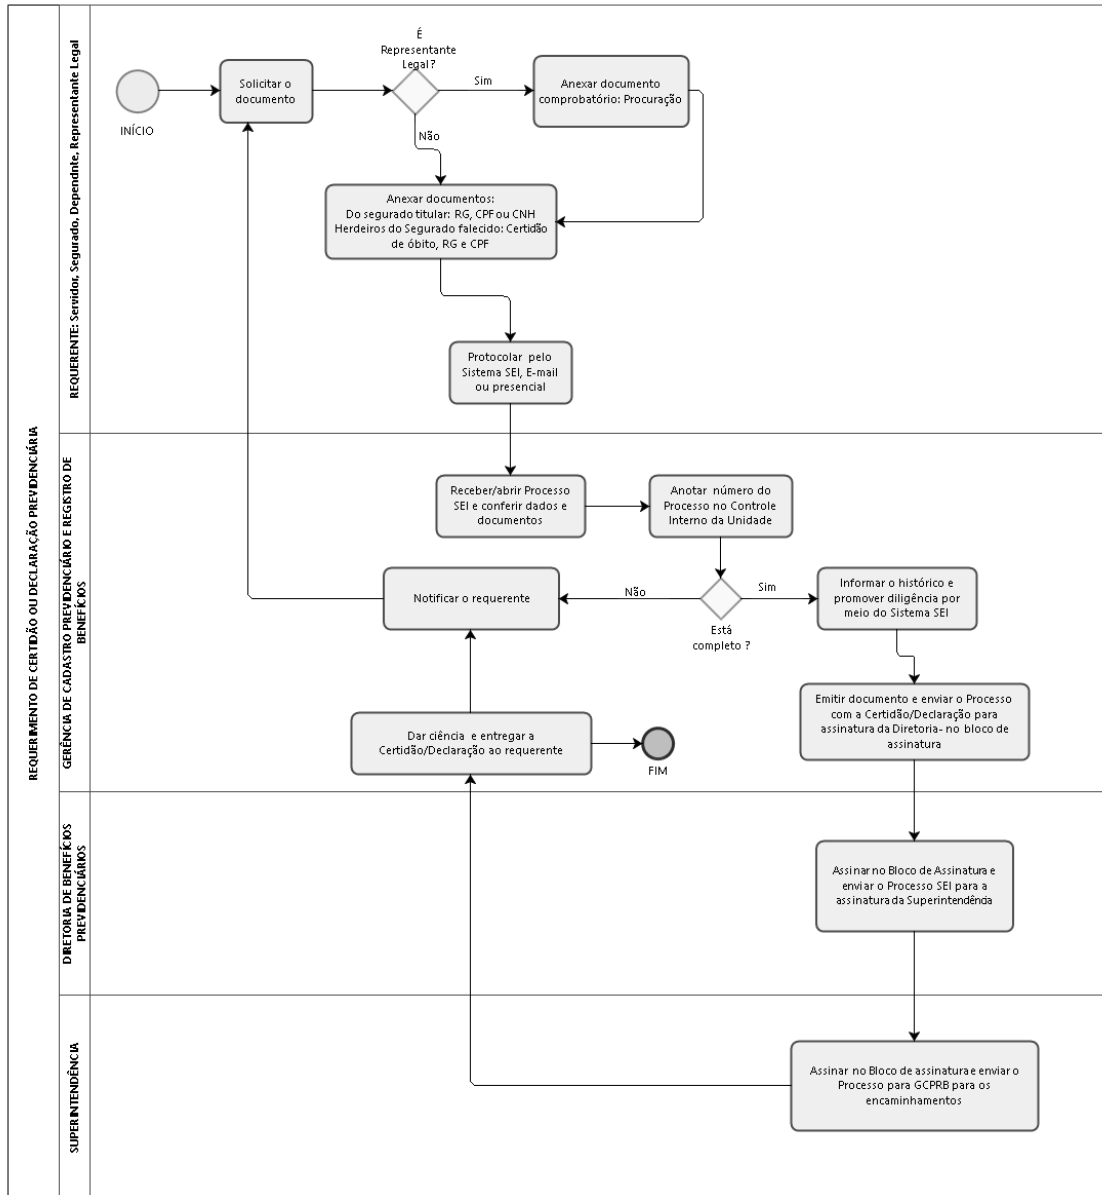 REQUERIMENTO DE CERTIDÃO OU DECLARAÇÃO PREVIDENCIÁRIA
REQUERENTE: Servidor, Segurado, Dependnte, Representante Legal
INÍCIO
Solicitar o
documento
É
Representante
Legal?
Sim
Anexar documento
comprobatório: Procuração
Não
Anexar documentos:
Do segurado titular: RG, CPF ou CNH
Herdeiros do Segurado falecido: Certidão
de óbito, RG e CPF
Protocolar pelo
Sistema SEI, E-mail
ou presencial
GERÊNCIA DE CADASTRO PREVIDENCIÁRIO E REGISTRO DE
BENEFÍCIOS
Receber/abrir Processo
SEI e conferir dados e
documentos
Anotar número do
Processo no Controle
Interno da Unidade
Notificar o requerente
Não
Está
completo ?
Sim
Informar o histórico e
promover diligência por
meio do Sistema SEI
Emitir documento e enviar o Processo
com a Certidão/Declaração para
assinatura da Diretoria- no bloco de
assinatura
Dar ciência e entregar a
Certidão/Declaração ao requerente
FIM
DIRETORIA DE BENEFÍCIOS
PREVIDENCIÁRIOS
Assinar no Bloco de Assinatura e
enviar o Processo SEI para a
assinatura da Superintendência
SUPERINTENDÊNCIA
Assinar no Bloco de assinatura e enviar o
Processo para GCPRB para os
encaminhamentos